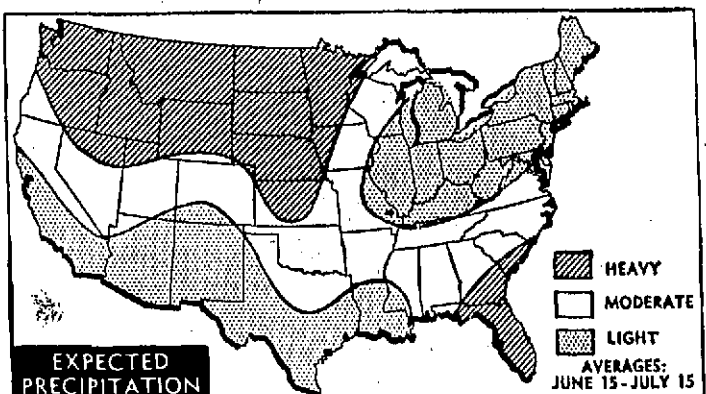 HEAVY
MODERATE
LIGHT
AVERAGES:
JUNE 15 - JULY 15
EXPECTED
PRECIPITATION